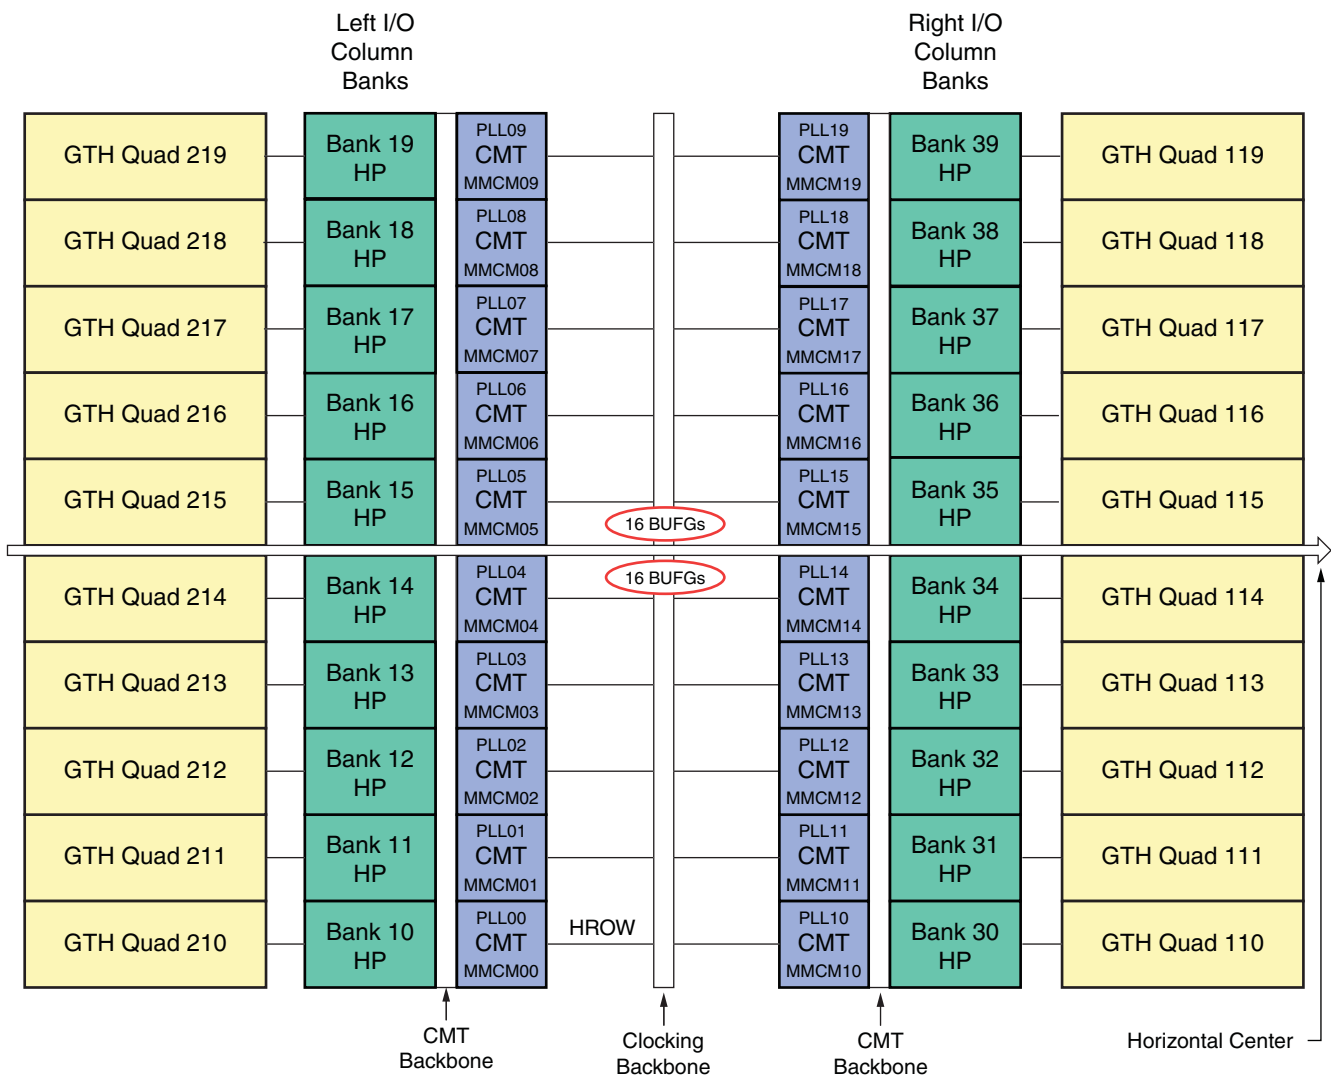 Left I/O
Column
Banks
Right I/O
Column
Banks
GTH Quad 219
Bank 19
HP
PLL09
CMT
MMCM09
PLL19
CMT
MMCM19
Bank 39
HP
GTH Quad 119
GTH Quad 218
Bank 18
HP
PLL08
CMT
MMCM08
PLL18
CMT
MMCM18
Bank 38
HP
GTH Quad 118
GTH Quad 217
Bank 17
HP
PLL07
CMT
MMCM07
PLL17
CMT
MMCM17
Bank 37
HP
GTH Quad 117
GTH Quad 216
Bank 16
HP
PLL06
CMT
MMCM06
PLL16
CMT
MMCM16
Bank 36
HP
GTH Quad 116
GTH Quad 215
Bank 15
HP
PLL05
CMT
MMCM05
16 BUFGs
PLL15
CMT
MMCM15
Bank 35
HP
GTH Quad 115
GTH Quad 214
Bank 14
HP
PLL04
CMT
MMCM04
16 BUFGs
PLL14
CMT
MMCM14
Bank 34
HP
GTH Quad 114
GTH Quad 213
Bank 13
HP
PLL03
CMT
MMCM03
PLL13
CMT
MMCM13
Bank 33
HP
GTH Quad 113
GTH Quad 212
Bank 12
HP
PLL02
CMT
MMCM02
PLL12
CMT
MMCM12
Bank 32
HP
GTH Quad 112
GTH Quad 211
Bank 11
HP
PLL01
CMT
MMCM01
PLL11
CMT
MMCM11
Bank 31
HP
GTH Quad 111
GTH Quad 210
Bank 10
HP
PLL00
CMT
MMCM00
HROW
PLL10
CMT
MMCM10
Bank 30
HP
GTH Quad 110
CMT
Backbone
Clocking
Backbone
CMT
Backbone
Horizontal Center